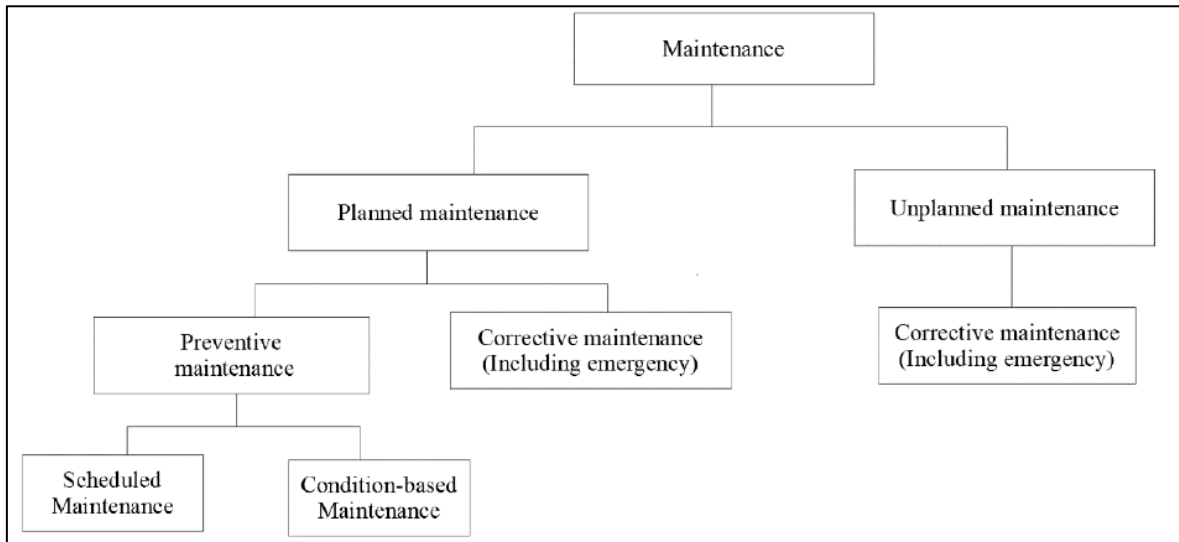 Maintenance
Planned maintenance
Unplanned maintenance
Preventive
maintenance
Corrective maintenance
(Including emergency)
Corrective maintenance
(Including emergency)
Scheduled
Maintenance
Condition-based
Maintenance